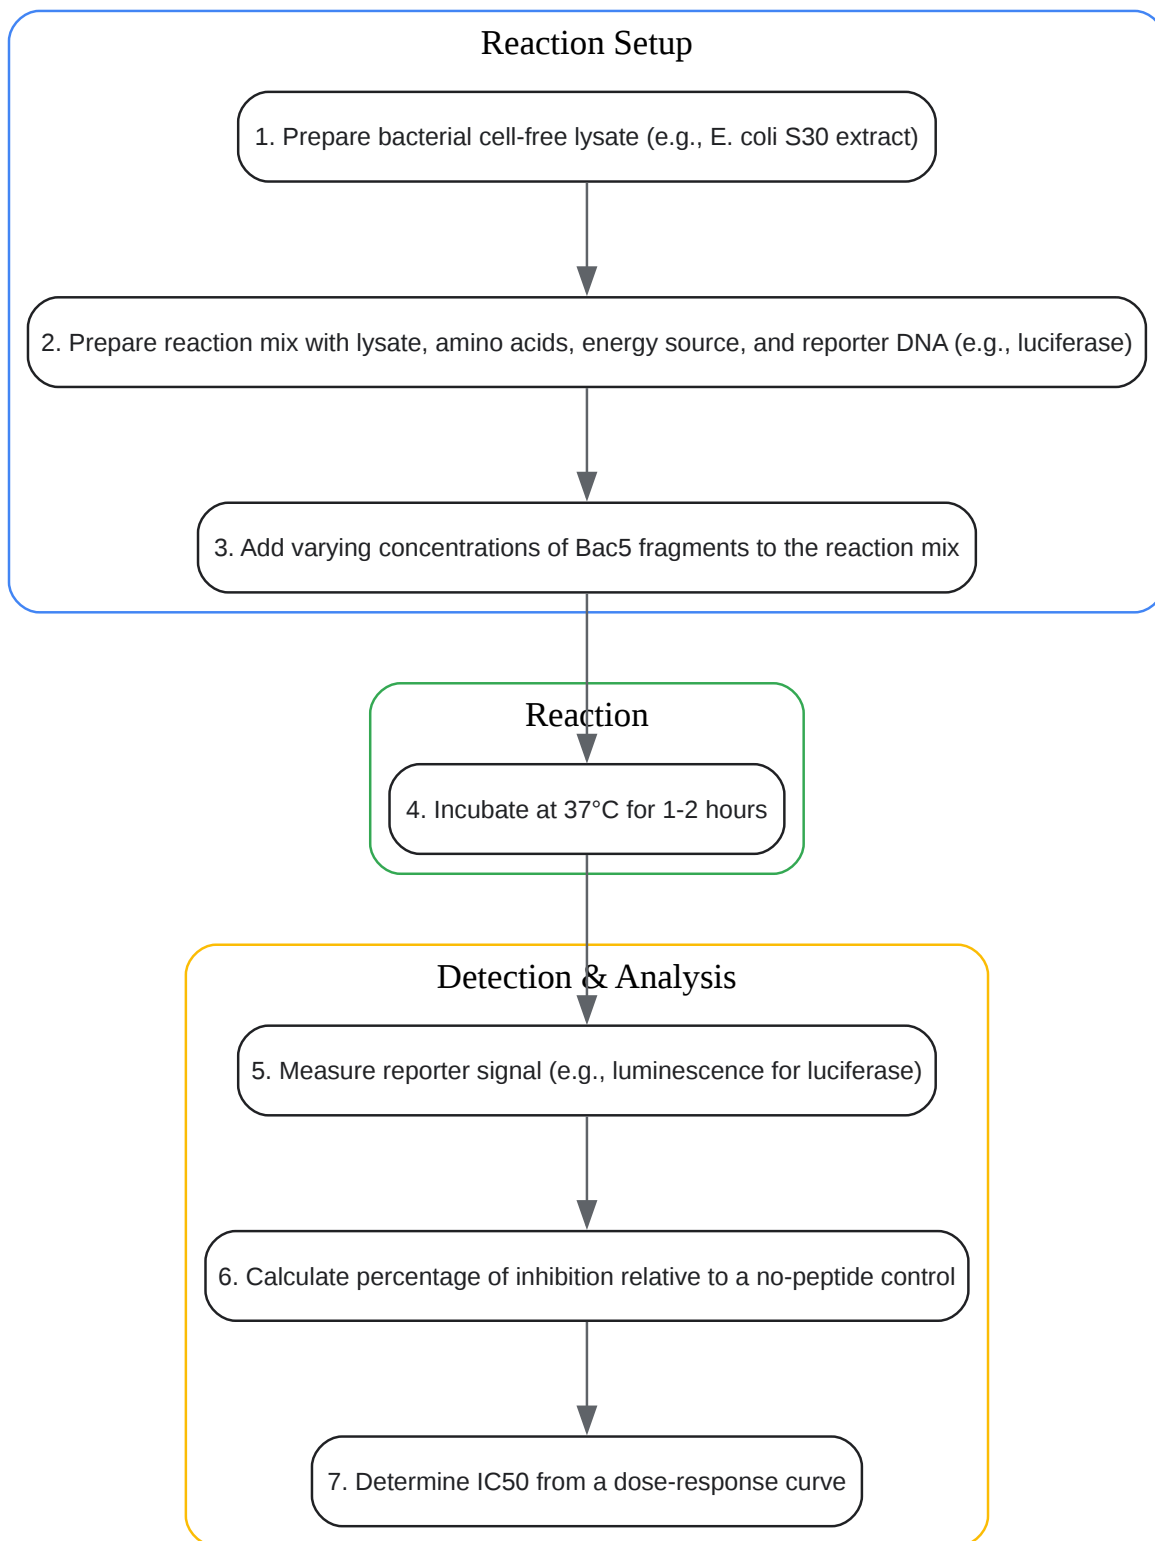 Reaction Setup
1. Prepare bacterial cell-free lysate (e.g., E. coli S30 extract)
2. Prepare reaction mix with lysate, amino acids, energy source, and reporter DNA (e.g., luciferase)
3. Add varying concentrations of Bac5 fragments to the reaction mix
Reaction
4. Incubate at 37°C for 1-2 hours
Detection & Analysis
5. Measure reporter signal (e.g., luminescence for luciferase)
6. Calculate percentage of inhibition relative to a no-peptide control
7. Determine IC50 from a dose-response curve